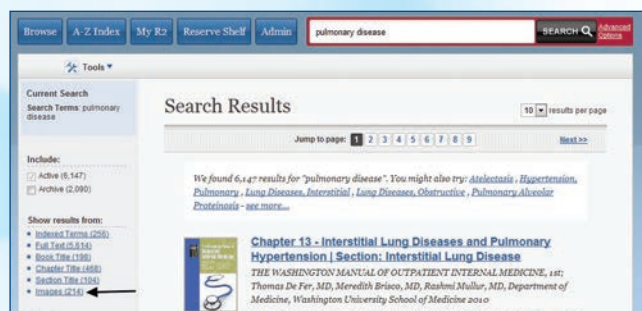 Browse A-Z Index My R2 Reserve Shelf Admin pulmonary disease SEARCH Advanced Options
Tools
Current Search
Search Terms: pulmonary
disease
Search Results
10 results per page
Jump to page: 1 2 3 4 5 6 7 8 9 Next >>
Include:
Active (6,147)
Archive (2,090)
We found 6,147 results for "pulmonary disease". You might also try: Atelectasis , Hypertension,
Pulmonary , Lung Diseases, Interstitial , Lung Diseases, Obstructive , Pulmonary Alveolar
Proteinosis - see more...
Show results from:
Indexed Terms (256)
Full Text (5,614)
Book Title (198)
Chapter Title (468)
Section Title (104)
Images (214)
Chapter 13 - Interstitial Lung Diseases and Pulmonary
Hypertension | Section: Interstitial Lung Disease
THE WASHINGTON MANUAL OF OUTPATIENT INTERNAL MEDICINE, 1st;
Thomas De Fer, MD, Meredith Brisco, MD, Rashmi Mullur, MD, Department of
Medicine, Washington University School of Medicine 2010